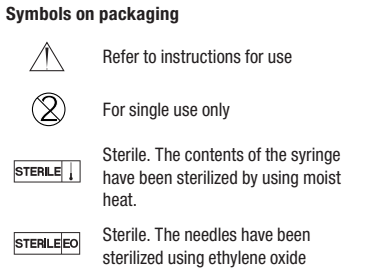 Symbols on packaging
Refer to instructions for use
2
For single use only
STERILE
Sterile. The contents of the syringe
have been sterilized by using moist
heat.
STERILE EO
Sterile. The needles have been
sterilized using ethylene oxide